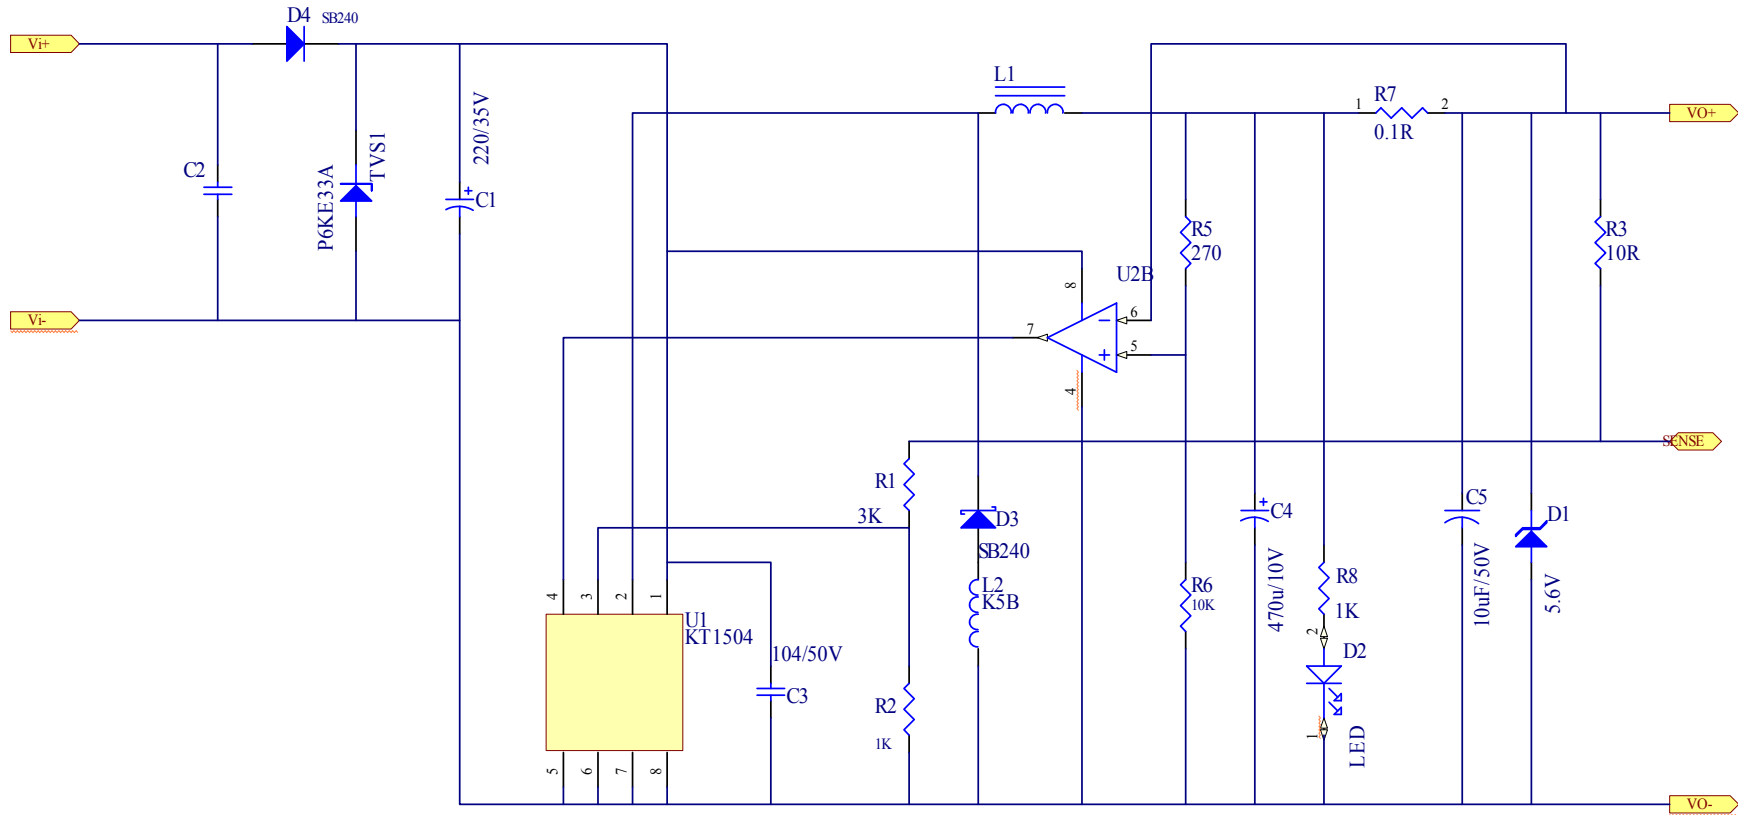 D4 SB240
Vi+
L1
R7
1 2
0.1R
VO+
220/35V
C2
P6KE33A
TVS1
+
C1
R5
270
R3
10R
U2B
8
6
5
7
4
Vi-
SENSE
R1
3K
D3
SB240
L2
K5B
+
C4
470u/10V
C5
10uF/50V
D1
5.6V
R6
10K
R8
1K
2
D2
1
LED
4 3 2 1
U1
KT1504
104/50V
C3
R2
1K
5 6 7 8
VO-